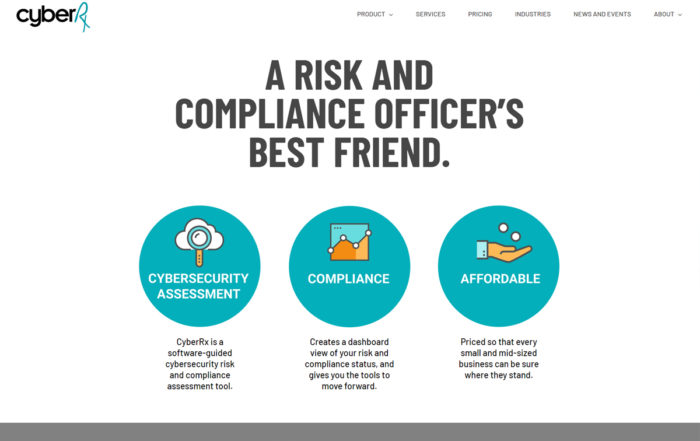 cyberRx
PRODUCT
SERVICES
PRICING
INDUSTRIES
NEWS AND EVENTS
ABOUT
A RISK AND
COMPLIANCE OFFICER'S
BEST FRIEND.
CYBERSECURITY
ASSESSMENT
CyberRx is a
software-guided
cybersecurity risk
and compliance
assessment tool.
COMPLIANCE
Creates a dashboard
view of your risk and
compliance status, and
gives you the tools to
move forward.
AFFORDABLE
Priced so that every
small and mid-sized
business can be sure
where they stand.